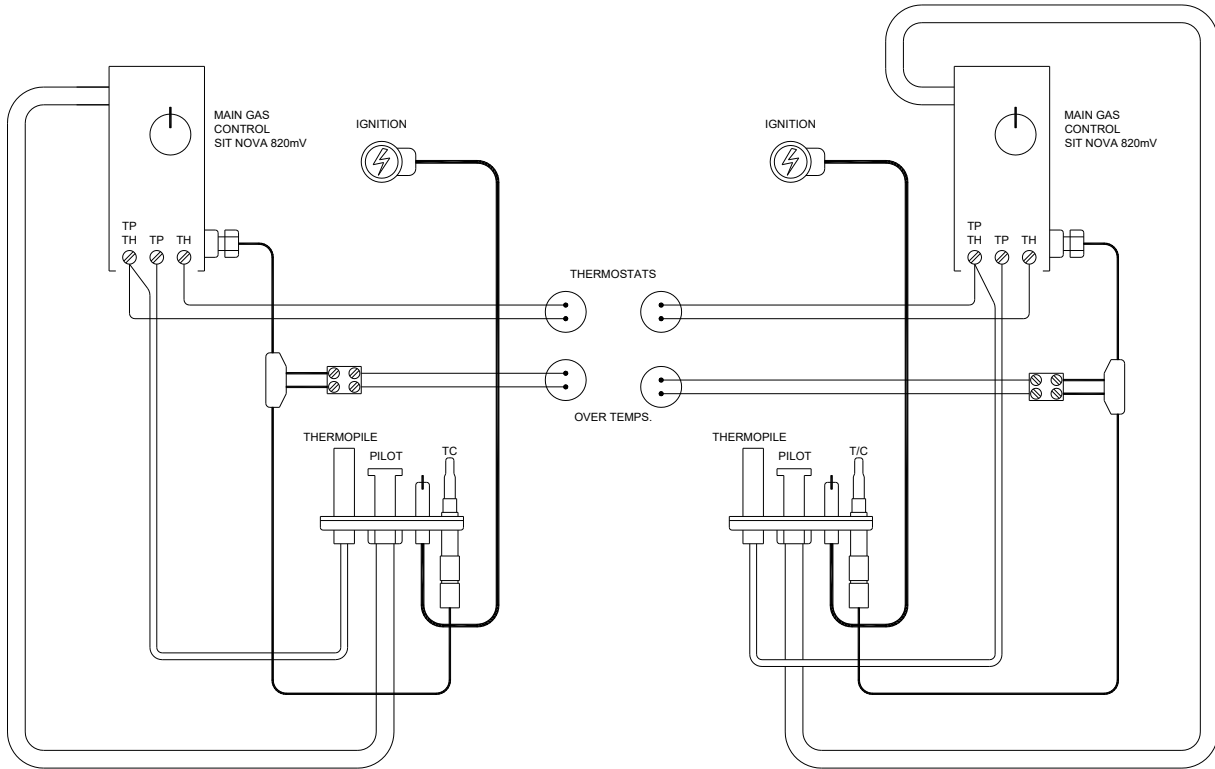 MAIN GAS
CONTROL
SIT NOVA 820mV
IGNITION
TP
TH TP TH
THERMOSTATS
OVER TEMPS.
THERMOPILE
PILOT
TC
IGNITION
MAIN GAS
CONTROL
SIT NOVA 820mV
TP
TH TP TH
THERMOPILE
PILOT
T/C